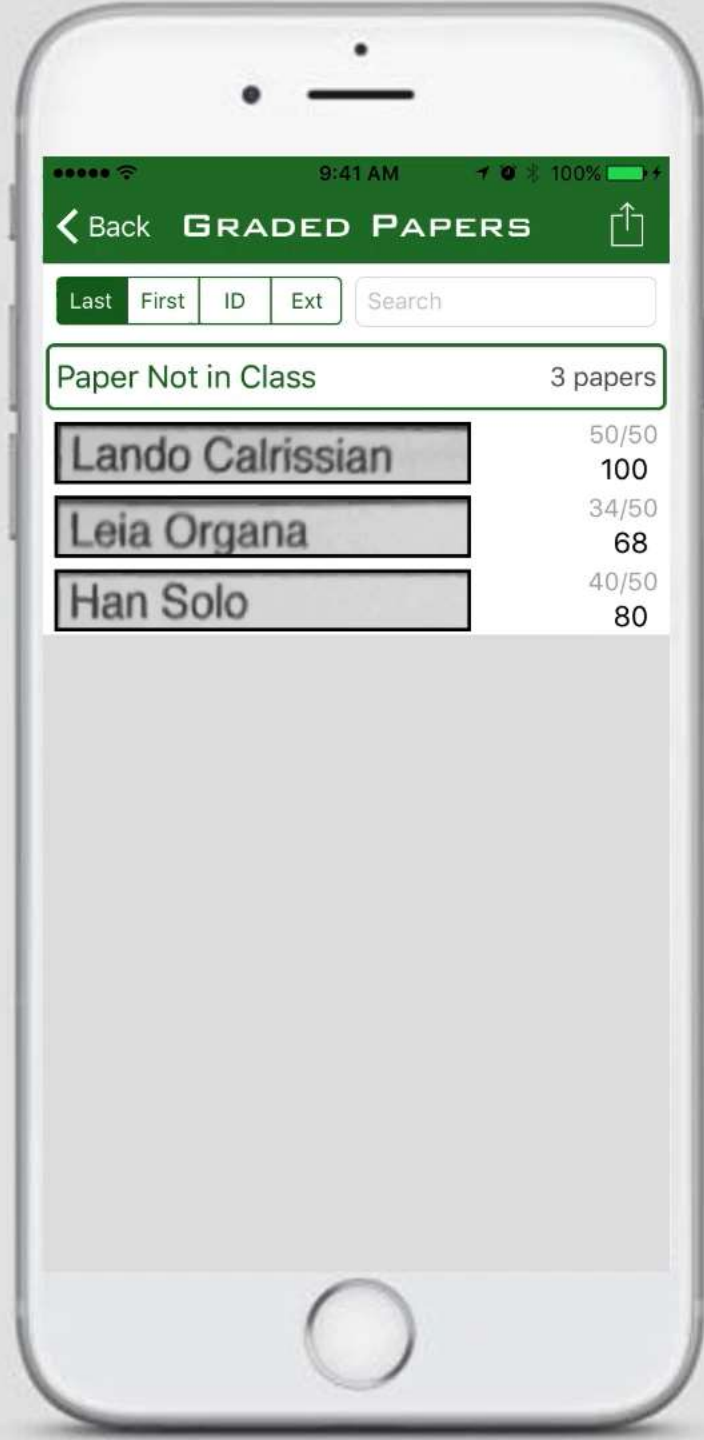 9:41 AM 100%
Back GRADED PAPERS
Last First ID Ext Search
Paper Not in Class 3 papers
Lando Calrissian 50/50
100
Leia Organa 34/50
68
Han Solo 40/50
80